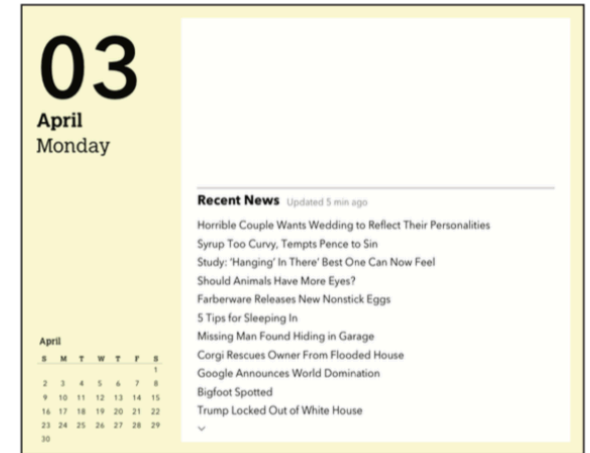 03
April
Monday
Recent News Updated 5 min ago
Horrible Couple Wants Wedding to Reflect Their Personalities
Syrup Too Curvy, Tempts Pence to Sin
Study: 'Hanging' In There' Best One Can Now Feel
Should Animals Have More Eyes?
Farberware Releases New Nonstick Eggs
5 Tips for Sleeping In
Missing Man Found Hiding in Garage
Corgi Rescues Owner From Flooded House
Google Announces World Domination
Bigfoot Spotted
Trump Locked Out of White House
April
S M T W T F S
1
2 3 4 5 6 7 8
9 10 11 12 13 14 15
16 17 18 19 20 21 22
23 24 25 26 27 28 29
30